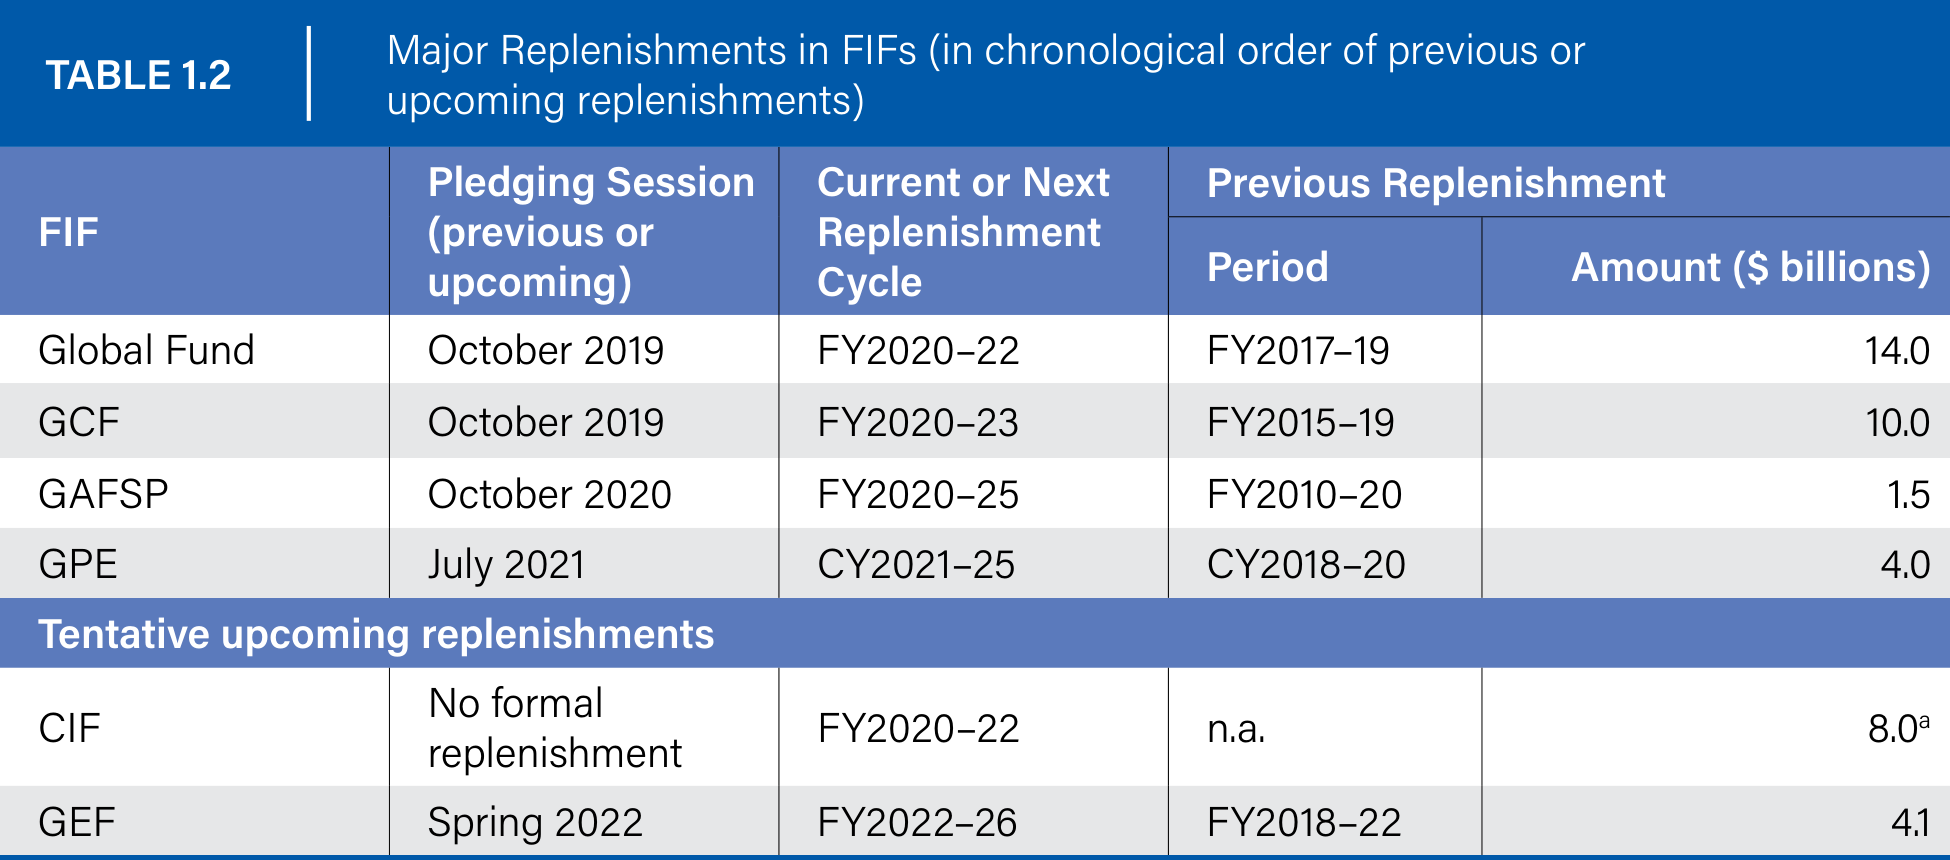 TABLE 1.2
Major Replenishments in FIFs (in chronological order of previous or
upcoming replenishments)
FIF
Pledging Session
(previous or
upcoming)
Current or Next
Replenishment
Cycle
Previous Replenishment
Period
Amount ($ billions)
Global Fund
October 2019
FY2020–22
FY2017–19
14.0
GCF
October 2019
FY2020–23
FY2015–19
10.0
GAFSP
October 2020
FY2020–25
FY2010–20
1.5
GPE
July 2021
CY2021–25
CY2018–20
4.0
Tentative upcoming replenishments
CIF
No formal
replenishment
FY2020–22
n.a.
8.0ᵃ
GEF
Spring 2022
FY2022–26
FY2018–22
4.1